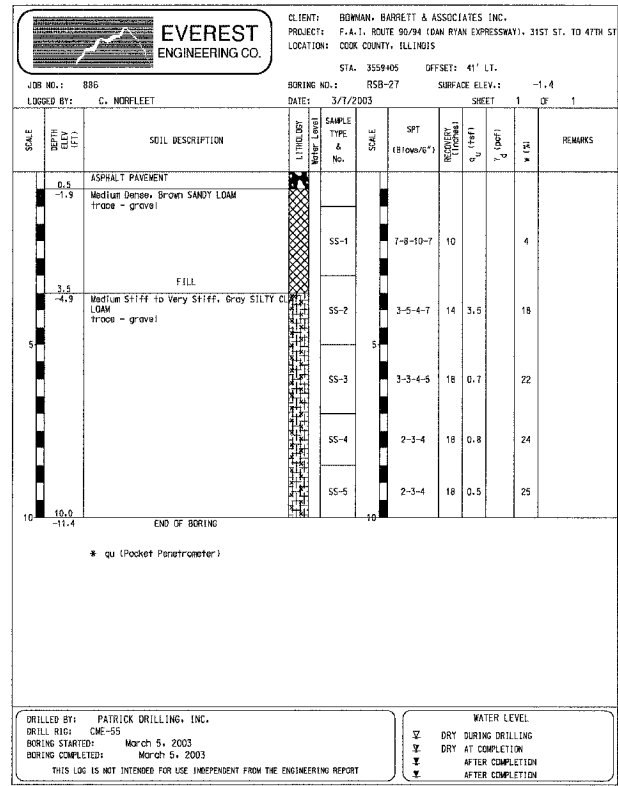 EVEREST
ENGINEERING CO.
CLIENT: BOWMAN, BARRETT & ASSOCIATES INC.
PROJECT: F.A.I. ROUTE 90/94 (DAN RYAN EXPRESSWAY), 31ST ST. TO 47TH ST
LOCATION: COOK COUNTY, ILLINOIS
STA. 3559+05 OFFSET: 41' LT.
JOB NO.: 886 BORING NO.: RSB-27 SURFACE ELEV.: -1.4
LOGGED BY: C. NORFLEET DATE: 3/7/2003 SHEET 1 OF 1
SCALE
DEPTH
ELEV
(FT)
SOIL DESCRIPTION
LITHOLOGY
Water Level
SAMPLE
TYPE
&
No.
SCALE
SPT
(Blows/6")
RECOVERY
(Inches)
q u (tsf)
γ d (pcf)
w (%)
REMARKS
ASPHALT PAVEMENT
0.5
-1.9 Medium Dense, Brown SANDY LOAM
trace - gravel
SS-1 7-8-10-7 10 4
FILL
3.5
-4.9 Medium Stiff to Very Stiff, Gray SILTY CL
LOAM
trace - gravel
SS-2 3-5-4-7 14 3.5 18
5 5
SS-3 3-3-4-5 18 0.7 22
SS-4 2-3-4 18 0.8 24
SS-5 2-3-4 18 0.5 25
10 10.0 10
-11.4 END OF BORING
* qu (Pocket Penetrometer)
DRILLED BY: PATRICK DRILLING, INC.
DRILL RIG: CME-55
BORING STARTED: March 5, 2003
BORING COMPLETED: March 5, 2003
THIS LOG IS NOT INTENDED FOR USE INDEPENDENT FROM THE ENGINEERING REPORT
WATER LEVEL
DRY DURING DRILLING
DRY AT COMPLETION
AFTER COMPLETION
AFTER COMPLETION